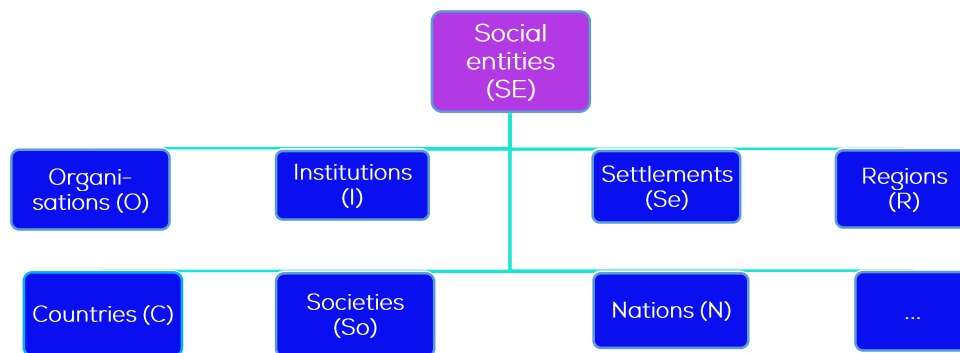 Social
entities
(SE)
Organi-
sations (O)
Institutions
(I)
Settlements
(Se)
Regions
(R)
Countries (C)
Societies
(So)
Nations (N)
...